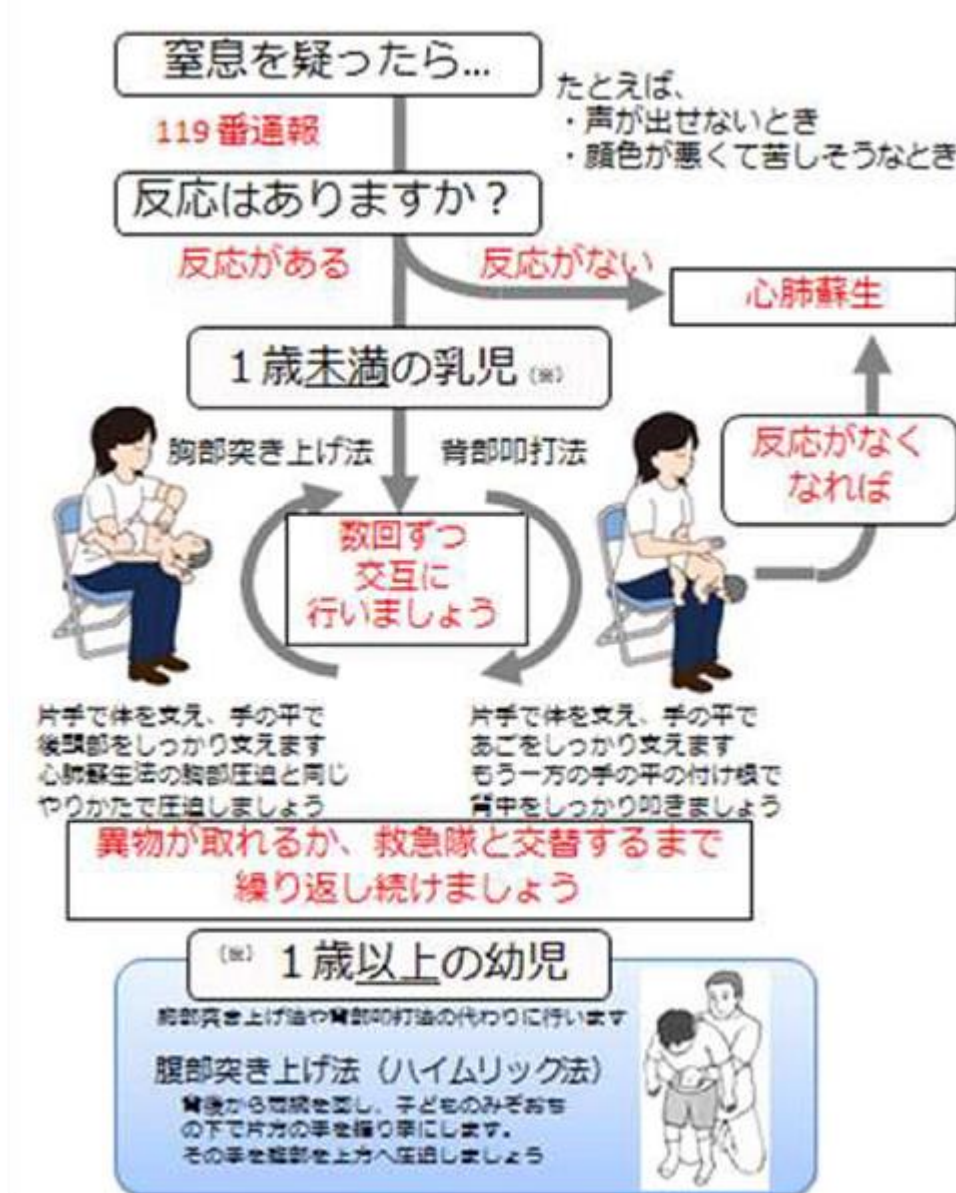 窒息を疑ったら...
たとえば、
・声が出せないとき
・顔色が悪くて苦しそうなとき
119番通報
反応はありますか？
反応がある
反応がない
心肺蘇生
1歳未満の乳児 (※)
胸部突き上げ法
背部叩打法
反応がなく
なれば
数回ずつ
交互に
行いましょう
片手で体を支え、手の平で
後頭部をしっかり支えます
心肺蘇生法の胸部圧迫と同じ
やりかたで圧迫しましょう
片手で体を支え、手の平で
あごをしっかり支えます
もう一方の手の平の付け根で
背中をしっかり叩きましょう
異物が取れるか、救急隊と交替するまで
繰り返し続けましょう
(※) 1歳以上の幼児
胸部突き上げ法や背部叩打法の代わりに行います
腹部突き上げ法（ハイムリック法）
背後から両腕を回し、子どものみぞおち
の下で片方の手を握り拳にします。
その手を腹部を上方へ圧迫しましょう